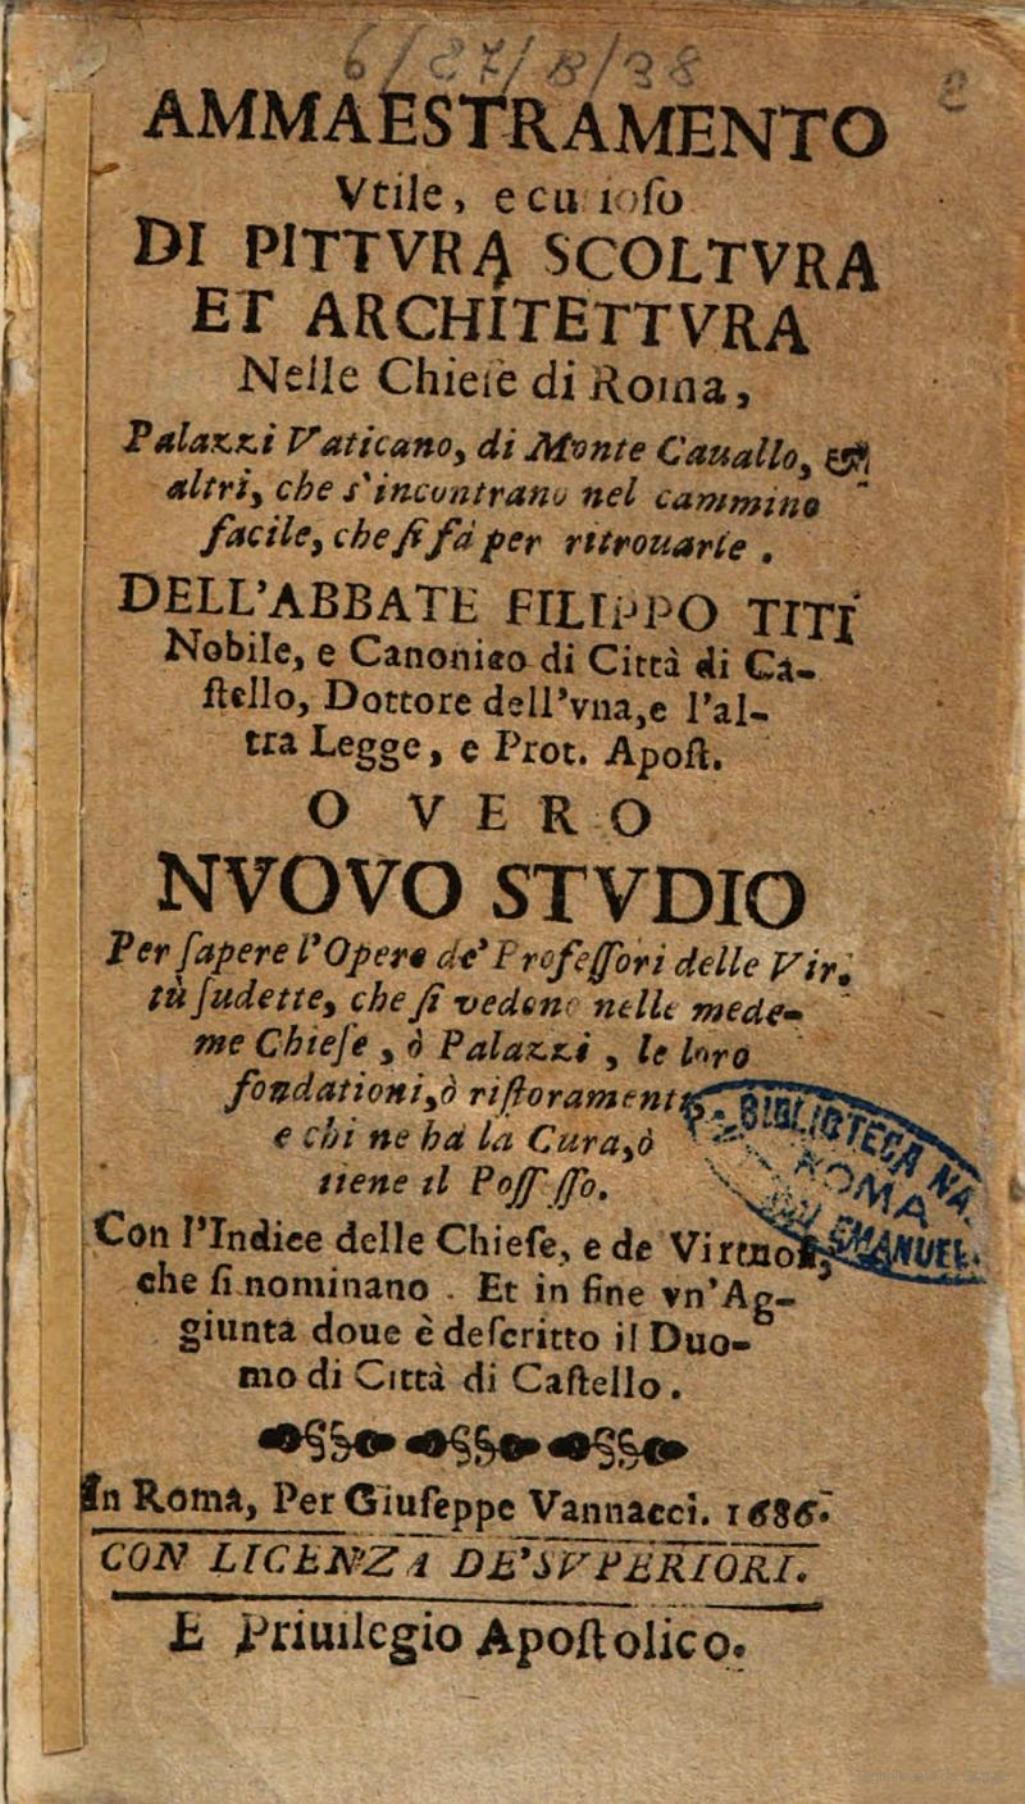 6/27/B/38
2
AMMAESTRAMENTO
Vtile, e curioſo
DI PITTVRA, SCOLTVRA
ET ARCHITETTVRA
Nelle Chieſe di Roma,
Palazzi Vaticano, di Monte Cauallo, &
altri, che s'incontrano nel cammino
facile, che ſi fà per ritrouarle.
DELL'ABBATE FILIPPO TITI
Nobile, e Canonico di Città di Ca-
ſtello, Dottore dell'vna, e l'al-
tra Legge, e Prot. Apoſt.
O VERO
NVOVO STVDIO
Per ſapere l'Opere de' Profeſſori delle Vir-
tù ſudette, che ſi vedono nelle mede-
me Chieſe, ò Palazzi, le loro
fondationi, ò riſtoramenti,
e chi ne hà la Cura, ò
tiene il Poſſeſſo.
Con l'Indice delle Chieſe, e de Virtuoſi,
che ſi nominano. Et in fine vn'Ag-
giunta doue è deſcritto il Duo-
mo di Città di Caſtello.
In Roma, Per Giuſeppe Vannacci. 1686.
CON LICENZA DE'SVPERIORI.
E Priuilegio Apoſtolico.
BIBLIOTECA NA.
ROMA
EMANUEL.